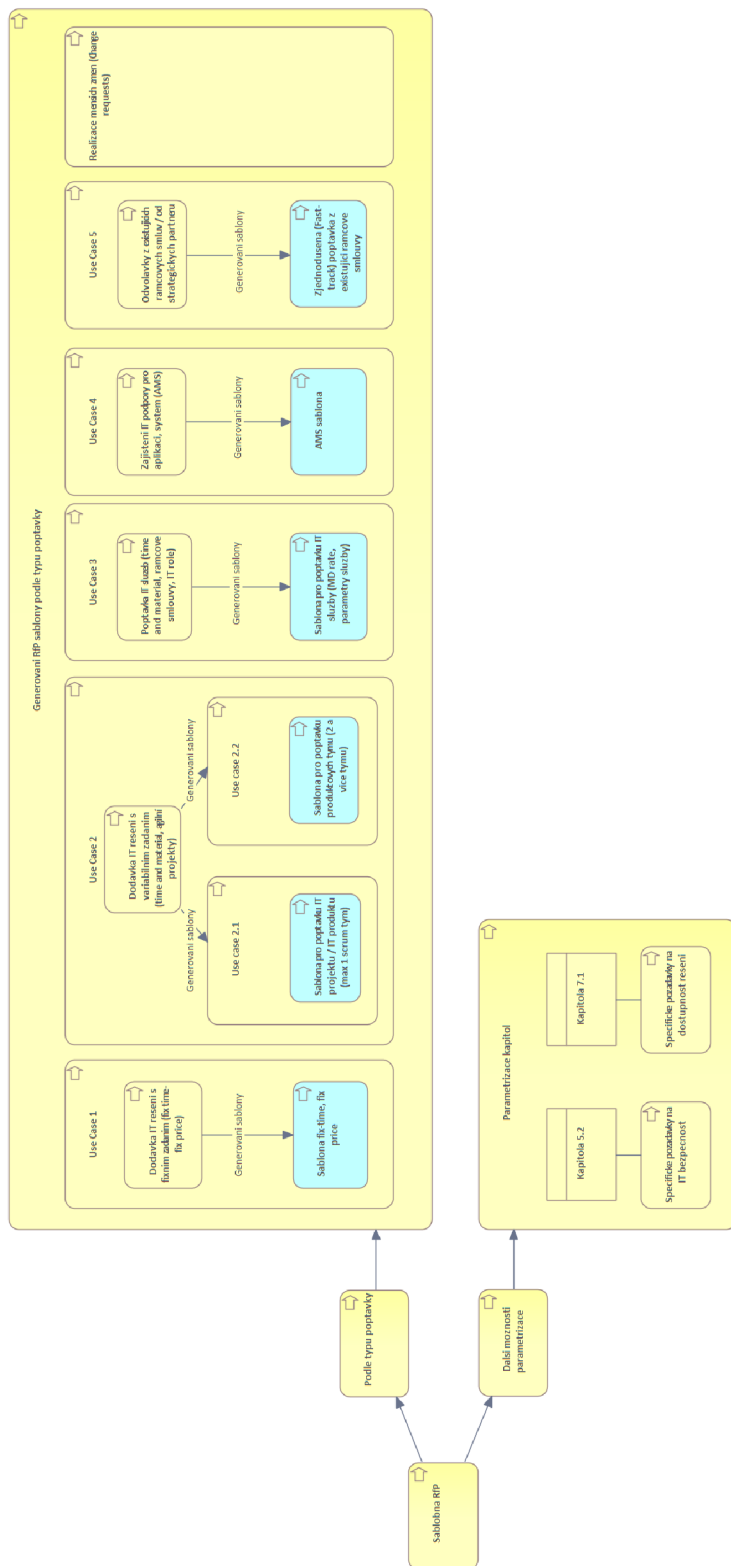 Sablobna RfP
Podle typu poptavky
Dalsi moznosti
parametrizace
Generovani RfP sablony podle typu poptavky
Use Case 1
Dodavka IT reseni s
fixnim zadanim (fix time-
fix price)
Generovani sablony
Sablona fix-time, fix
price
Use Case 2
Dodavka IT reseni s
variabilnim zadanim
(time and material, agilni
projekty)
Generovani sablony
Generovani sablony
Use case 2.1
Sablona pro poptavku IT
projektu / IT produktu
(max 1 scrum tym)
Use case 2.2
Sablona pro poptavku
produktovych tymu (2 a
vice tymu)
Use Case 3
Poptavka IT sluzeb (time
and material, ramcove
smlouvy, IT role)
Generovani sablony
Sablona pro poptavku IT
sluzby (MD rate,
parametry sluzby)
Use Case 4
Zajisteni IT podpory pro
aplikaci, system (AMS)
Generovani sablony
AMS sablona
Use Case 5
Odvolavky z existujicich
ramcovych smluv / od
strategickych partneru
Generovani sablony
Zjednodusena (Fast-
track) poptavka z
existujici ramcove
smlouvy
Realizace mensich zmen (Change
requests)
Parametrizace kapitol
Kapitola 5.2
Specificke pozadavky na
IT bezpecnost
Kapitola 7.1
Specificke pozadavky na
dostupnost reseni